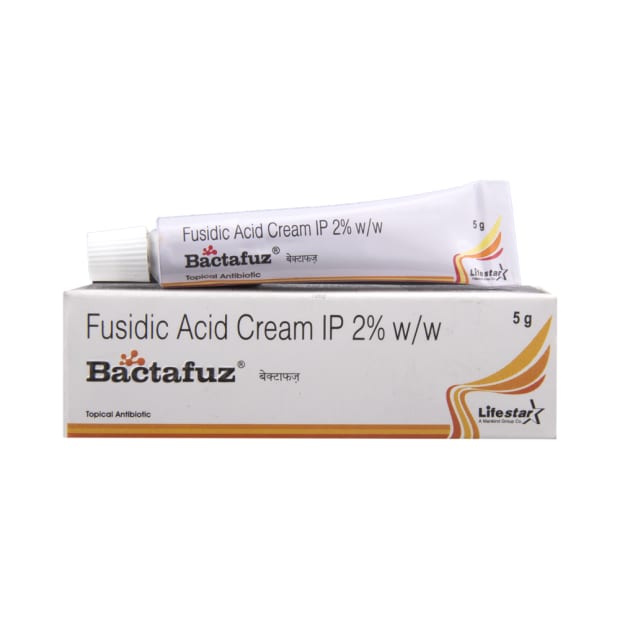 Fusidic Acid Cream IP 2% w/w
5 g
Bactafuz® बेक्टाफज़
Topical Antibiotic
Lifestar
Fusidic Acid Cream IP 2% w/w
5 g
Bactafuz® बेक्टाफज़
Topical Antibiotic
Lifestar
A Mankind Group Co.